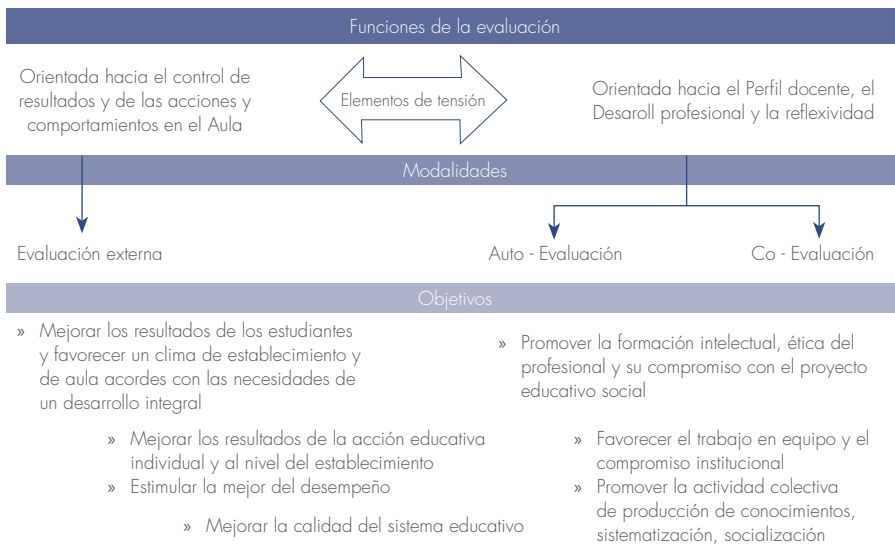 Funciones de la evaluación
Orientada hacia el control de
resultados y de las acciones y
comportamientos en el Aula
Elementos de tensión
Orientada hacia el Perfil docente, el
Desaroll profesional y la reflexividad
Modalidades
Evaluación externa
Auto - Evaluación
Co - Evaluación
Objetivos
» Mejorar los resultados de los estudiantes
y favorecer un clima de establecimiento y
de aula acordes con las necesidades de
un desarrollo integral
» Mejorar los resultados de la acción educativa
individual y al nivel del establecimiento
» Estimular la mejor del desempeño
» Mejorar la calidad del sistema educativo
» Promover la formación intelectual, ética del
profesional y su compromiso con el proyecto
educativo social
» Favorecer el trabajo en equipo y el
compromiso institucional
» Promover la actividad colectiva
de producción de conocimientos,
sistematización, socialización